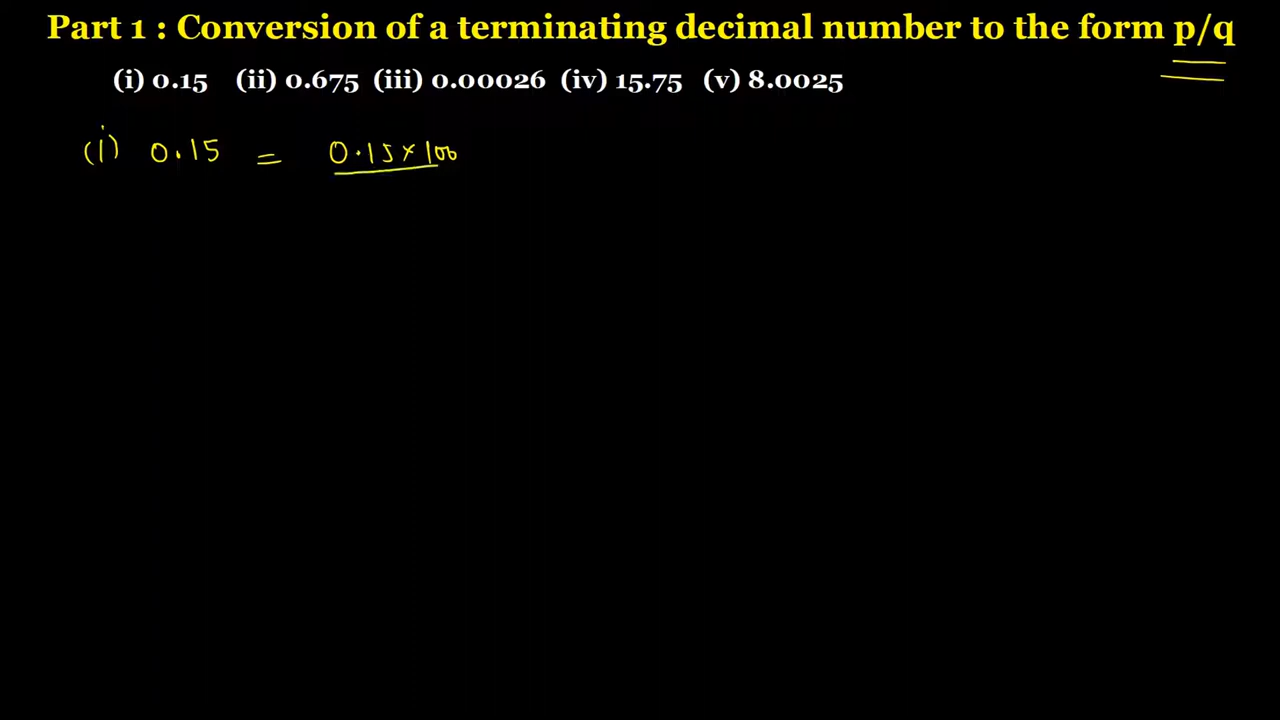 Part 1 : Conversion of a terminating decimal number to the form p/q
(i) 0.15 (ii) 0.675 (iii) 0.00026 (iv) 15.75 (v) 8.0025
(i) 0.15 = 0.15 × 100